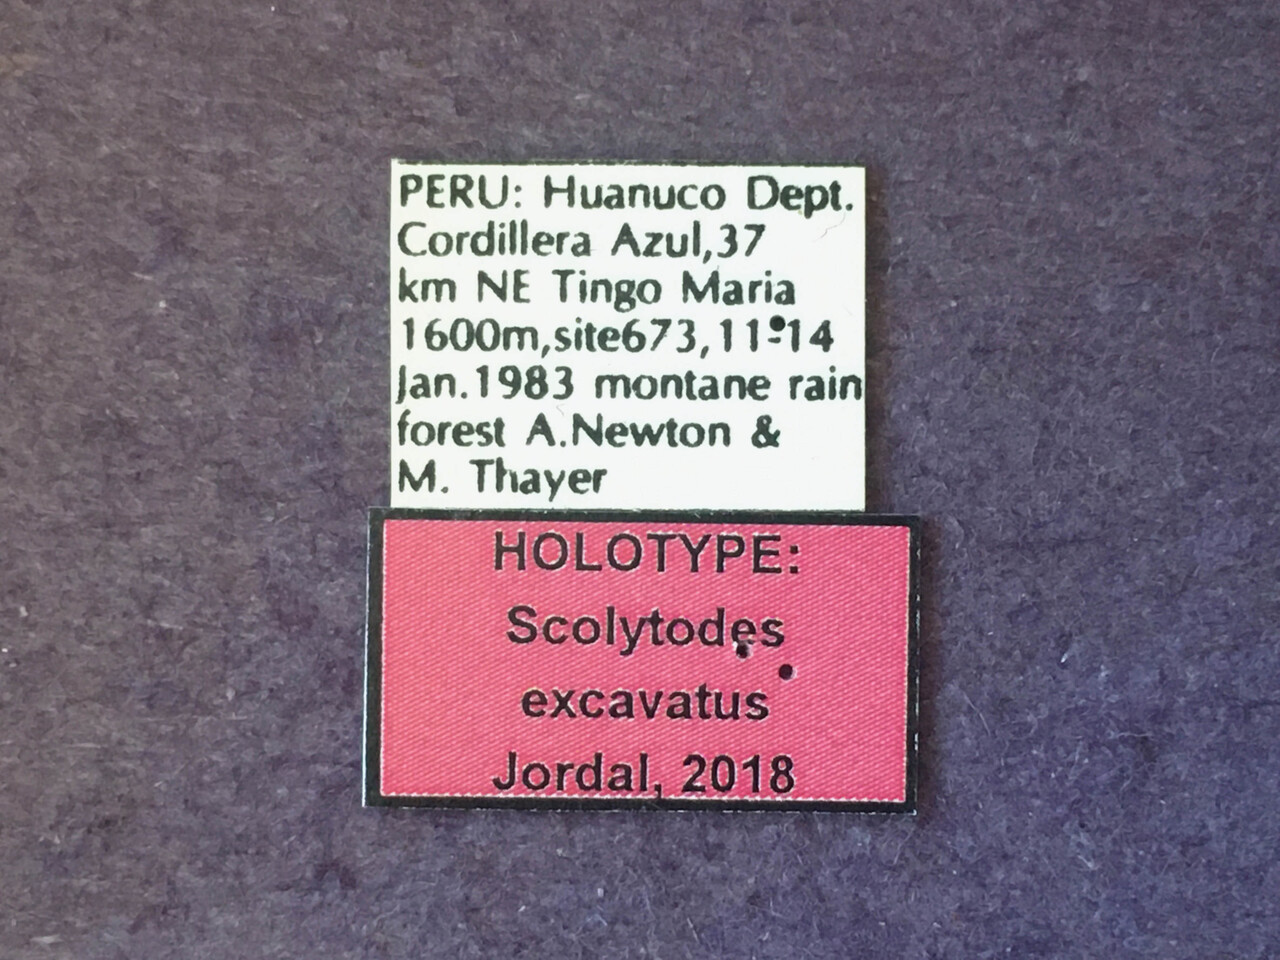 PERU: Huanuco Dept.
Cordillera Azul,37
km NE Tingo Maria
1600m,site673,11-14
Jan.1983 montane rain
forest A.Newton &
M. Thayer
HOLOTYPE:
Scolytodes
excavatus
Jordal, 2018